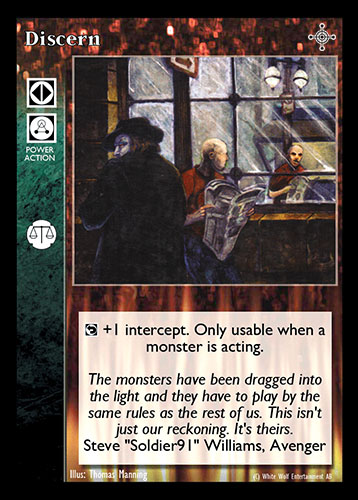 Discern
POWER
ACTION
+1 intercept. Only usable when a
monster is acting.
The monsters have been dragged into
the light and they have to play by the
same rules as the rest of us. This isn't
just our reckoning. It's theirs.
Steve "Soldier91" Williams, Avenger
Illus: Thomas Manning
(C) White Wolf Entertainment AB